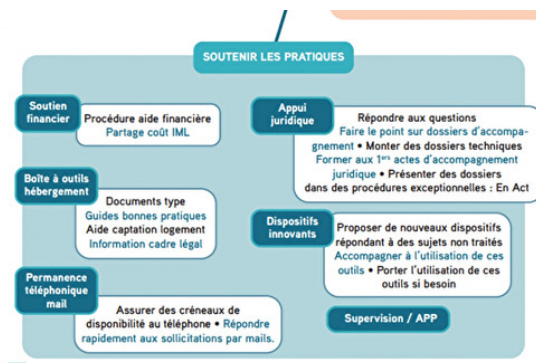 SOUTENIR LES PRATIQUES
Soutien
financier
Procédure aide financière
Partage coût IML
Boîte à outils
hébergement
Documents type
Guides bonnes pratiques
Aide captation logement
Information cadre légal
Permanence
téléphonique
mail
Assurer des créneaux de
disponibilité au téléphone • Répondre
rapidement aux sollicitations par mails.
Appui
juridique
Répondre aux questions
Faire le point sur dossiers d'accompa-
gnement • Monter des dossiers techniques
Former aux 1ers actes d'accompagnement
juridique • Présenter des dossiers
dans des procédures exceptionnelles : En Act
Dispositifs
innovants
Proposer de nouveaux dispositifs
répondant à des sujets non traités
Accompagner à l'utilisation de ces
outils • Porter l'utilisation de ces
outils si besoin
Supervision / APP